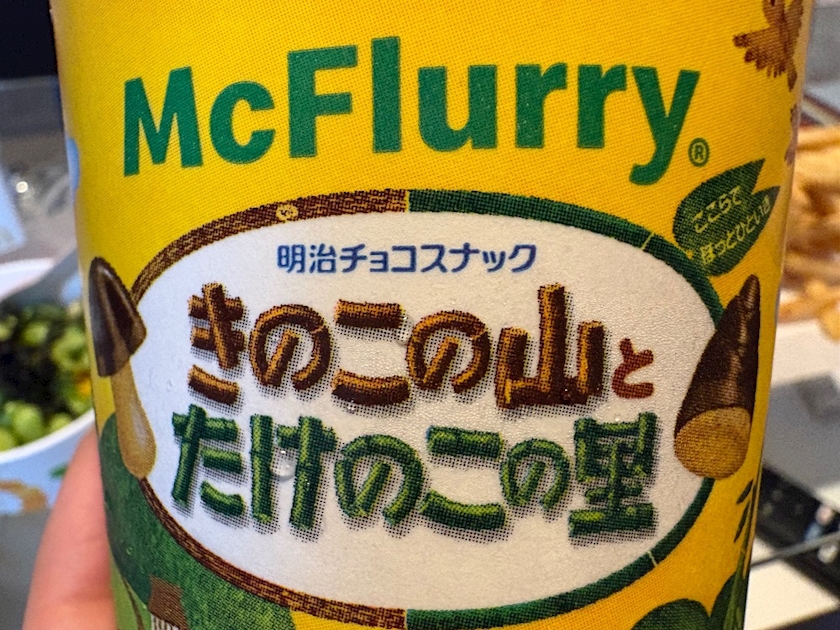 McFlurry®
ここらで
ほっとひといき
明治チョコスナック
きのこの山と
たけのこの里